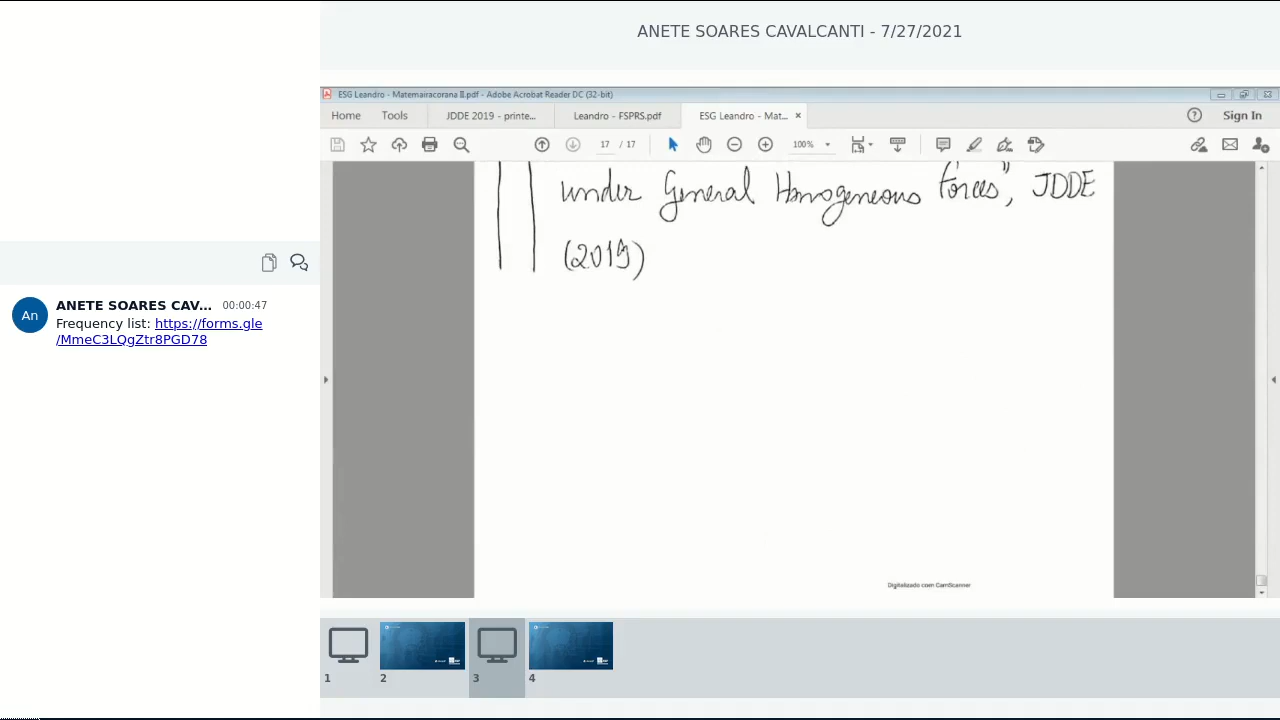 ANETE SOARES CAVALCANTI - 7/27/2021
ESG Leandro - Matemairacorana II.pdf - Adobe Acrobat Reader DC (32-bit)
Home Tools JDDE 2019 - printe... Leandro - FSPRS.pdf ESG Leandro - Mat... × Sign In
17 / 17 100%
under General Homogeneous Forces", JDDE
(2019)
An ANETE SOARES CAV... 00:00:47
Frequency list: https://forms.gle
/MmeC3LQgZtr8PGD78
Digitalizado com CamScanner
1 2 3 4